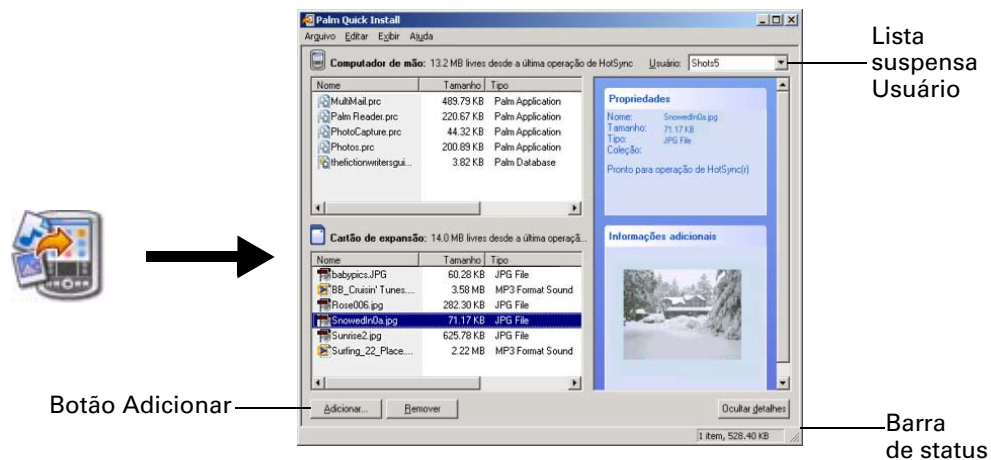 Palm Quick Install
Arquivo Editar Exibir Ajuda
Computador de mão: 13.2 MB livres desde a última operação de HotSync Usuário: Shots5
Lista
suspensa
Usuário
Nome Tamanho Tipo
MultiMail.prc 489.79 KB Palm Application
Palm Reader.prc 220.67 KB Palm Application
PhotoCapture.prc 44.32 KB Palm Application
Photos.prc 200.89 KB Palm Application
thefictionwritersgui... 3.82 KB Palm Database
Propriedades
Nome: SnowedIn0a.jpg
Tamanho: 71.17 KB
Tipo: JPG File
Coleção:
Pronto para operação de HotSync(r)
Cartão de expansão: 14.0 MB livres desde a última operaçã...
Nome Tamanho Tipo
babypics.JPG 60.28 KB JPG File
BB_Cruisin' Tunes.... 3.58 MB MP3 Format Sound
Rose006.jpg 282.30 KB JPG File
SnowedIn0a.jpg 71.17 KB JPG File
Sunrise2.jpg 625.78 KB JPG File
Surfing_22_Place.... 2.22 MB MP3 Format Sound
Informações adicionais
Botão Adicionar
Adicionar... Remover Ocultar detalhes
1 item, 528.40 KB
Barra
de status